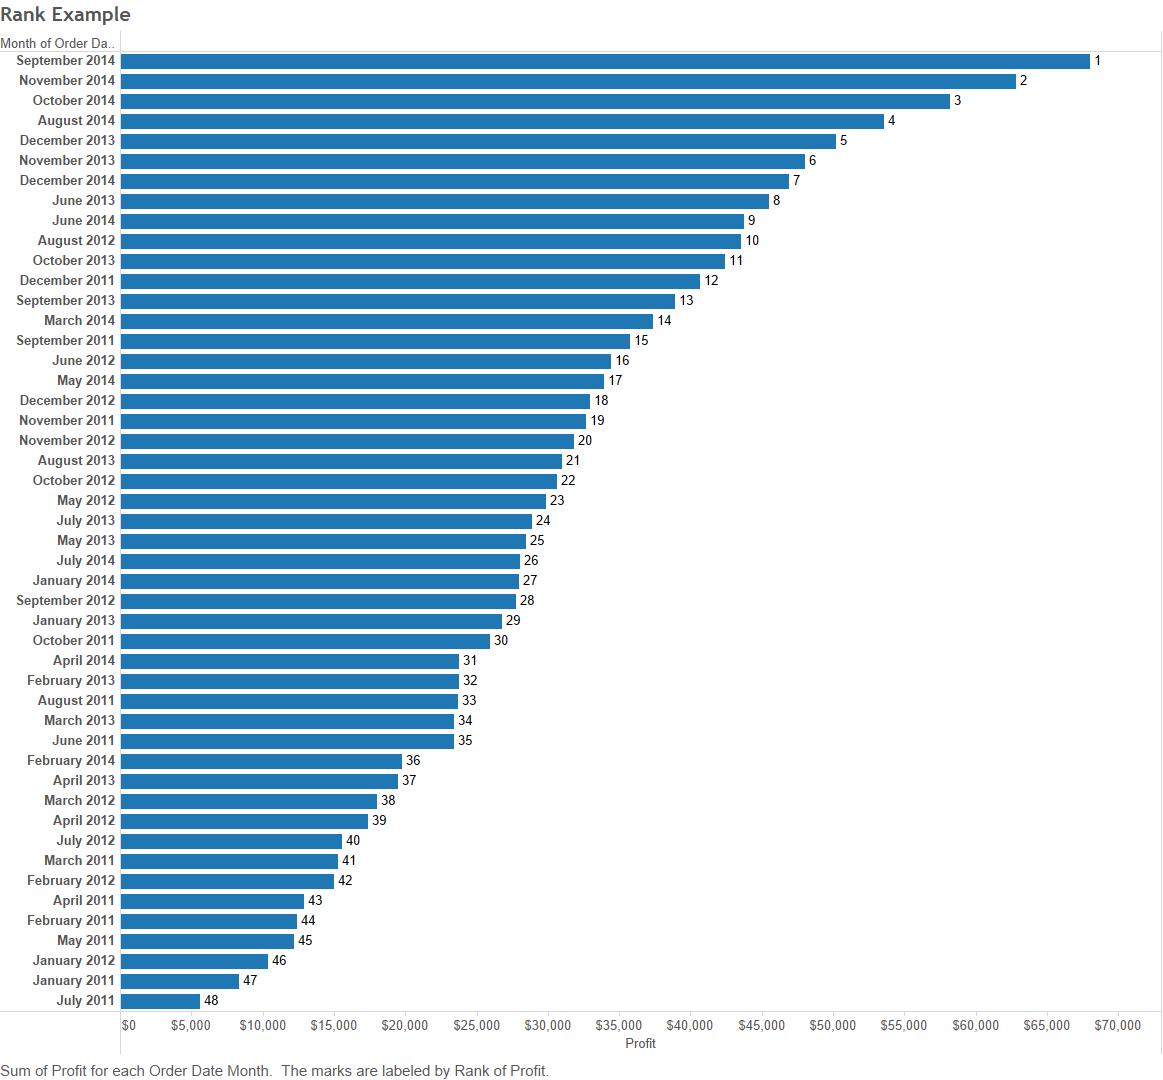 Rank Example
Month of Order Da..
September 2014 1
November 2014 2
October 2014 3
August 2014 4
December 2013 5
November 2013 6
December 2014 7
June 2013 8
June 2014 9
August 2012 10
October 2013 11
December 2011 12
September 2013 13
March 2014 14
September 2011 15
June 2012 16
May 2014 17
December 2012 18
November 2011 19
November 2012 20
August 2013 21
October 2012 22
May 2012 23
July 2013 24
May 2013 25
July 2014 26
January 2014 27
September 2012 28
January 2013 29
October 2011 30
April 2014 31
February 2013 32
August 2011 33
March 2013 34
June 2011 35
February 2014 36
April 2013 37
March 2012 38
April 2012 39
July 2012 40
March 2011 41
February 2012 42
April 2011 43
February 2011 44
May 2011 45
January 2012 46
January 2011 47
July 2011 48
$0 $5,000 $10,000 $15,000 $20,000 $25,000 $30,000 $35,000 $40,000 $45,000 $50,000 $55,000 $60,000 $65,000 $70,000
Profit
Sum of Profit for each Order Date Month.  The marks are labeled by Rank of Profit.